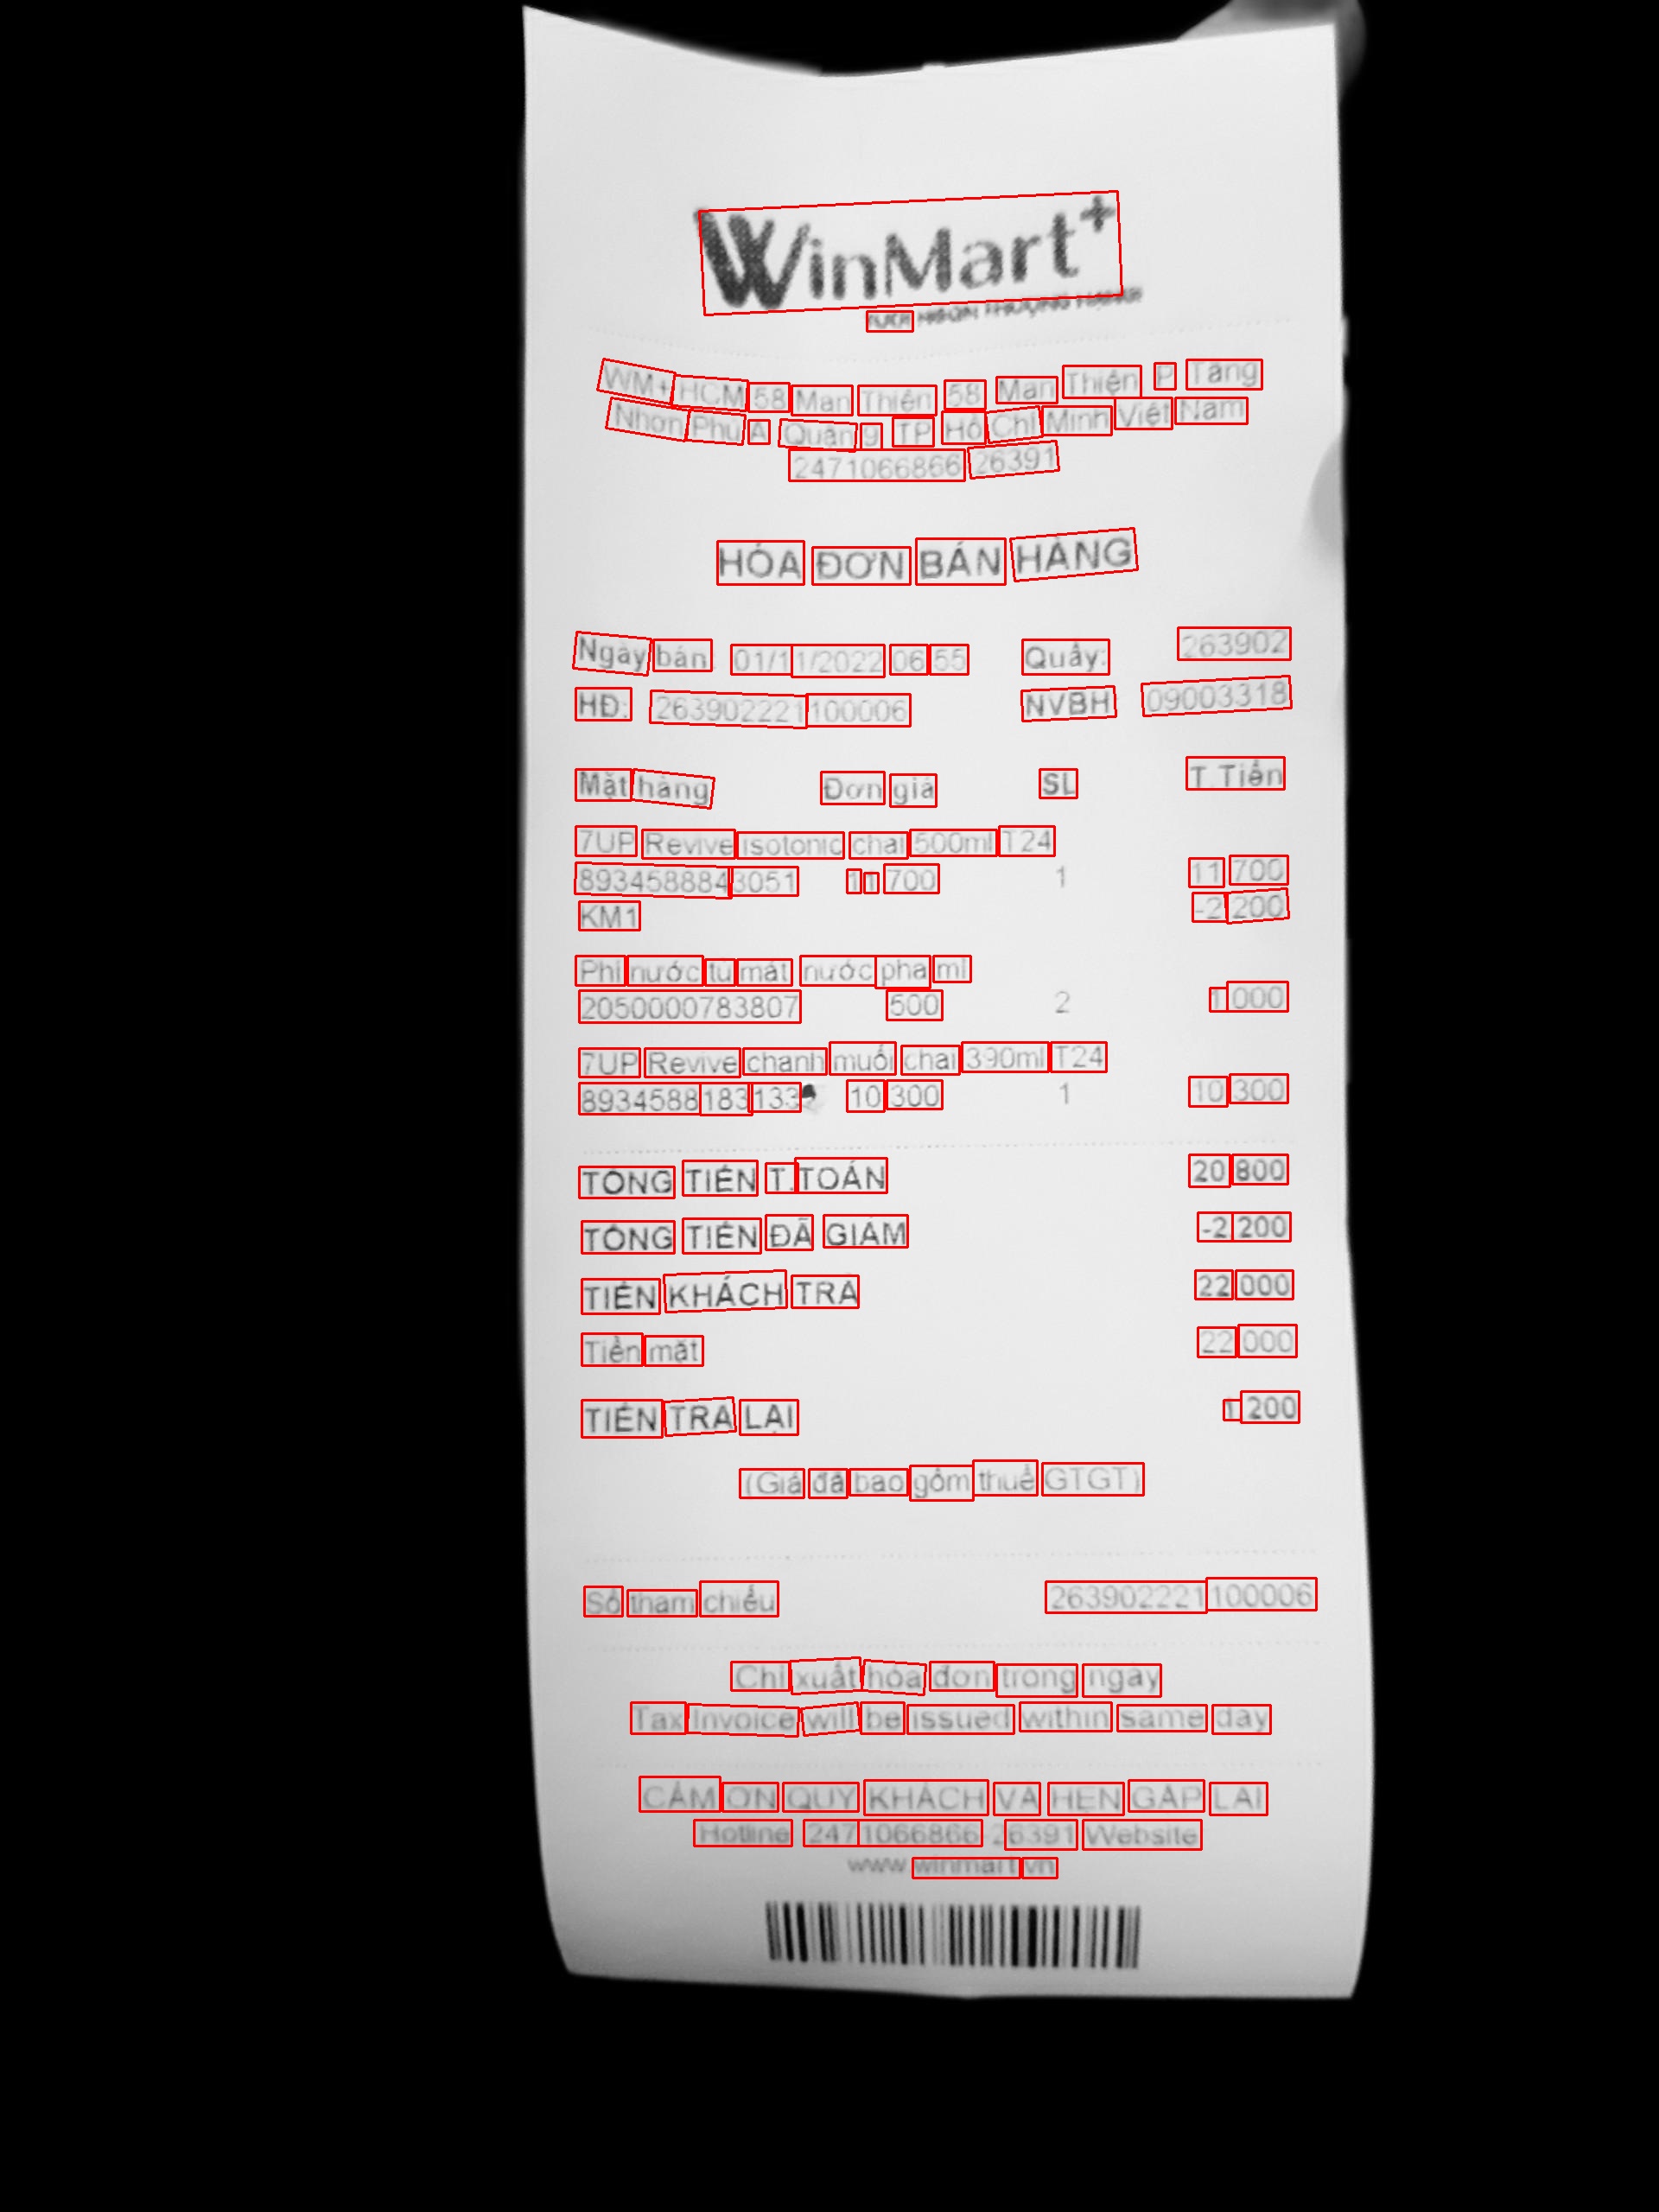 WinMart+
TƯƠI NGON THƯỢNG HẠNG
WM+ HCM 58 Man Thiện 58 Man Thiện P Tăng
Nhơn Phú A Quận 9 TP Hồ Chí Minh Việt Nam
2471066866 26391
HÓA ĐƠN BÁN HÀNG
Ngày bán: 01/11/2022 06:55 Quầy: 263902
HĐ: 263902221100006 NVBH 09003318
Mặt hàng Đơn giá SL T.Tiền
7UP Revive isotonic chai 500ml T24
8934588843051 11.700 1 11.700
KM1 -2.200
Phí nước tủ mát nước pha mì
2050000783807 500 2 1.000
7UP Revive chanh muối chai 390ml T24
8934588183133 10.300 1 10.300
TỔNG TIỀN T.TOÁN 20.800
TỔNG TIỀN ĐÃ GIẢM -2.200
TIỀN KHÁCH TRẢ 22.000
Tiền mặt 22.000
TIỀN TRẢ LẠI 1.200
(Giá đã bao gồm thuế GTGT)
Số tham chiếu 263902221100006
Chỉ xuất hóa đơn trong ngày
Tax Invoice will be issued within same day
CẢM ƠN QUÝ KHÁCH VÀ HẸN GẶP LẠI
Hotline 2471066866 26391 Website
www.winmart.vn